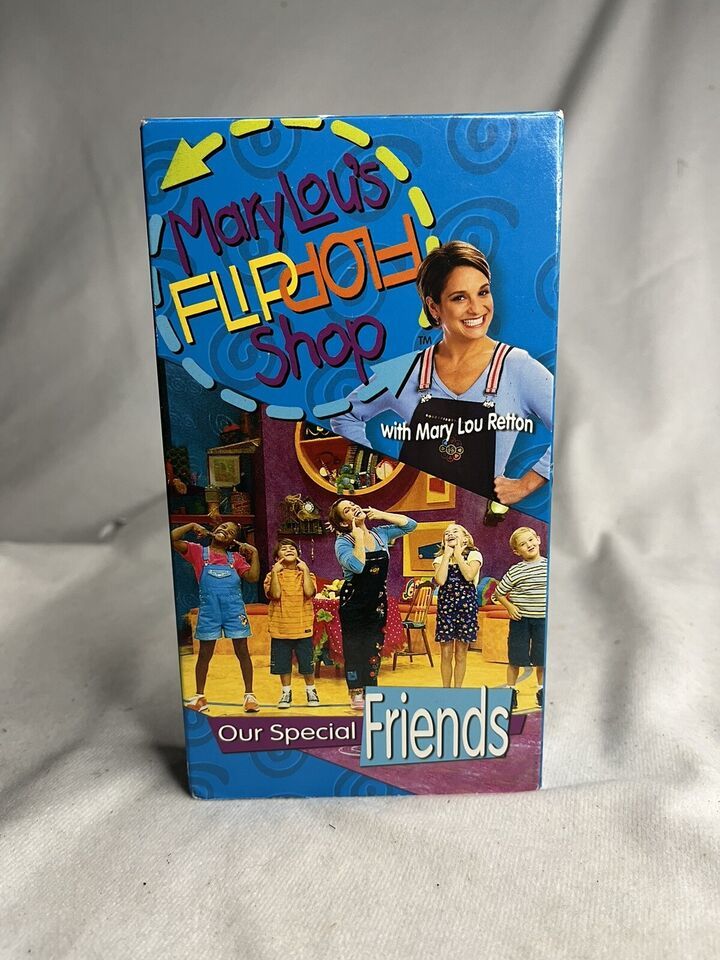 Mary Lou's
FLIP FLOP
Shop
TM
with Mary Lou Retton
Our Special Friends